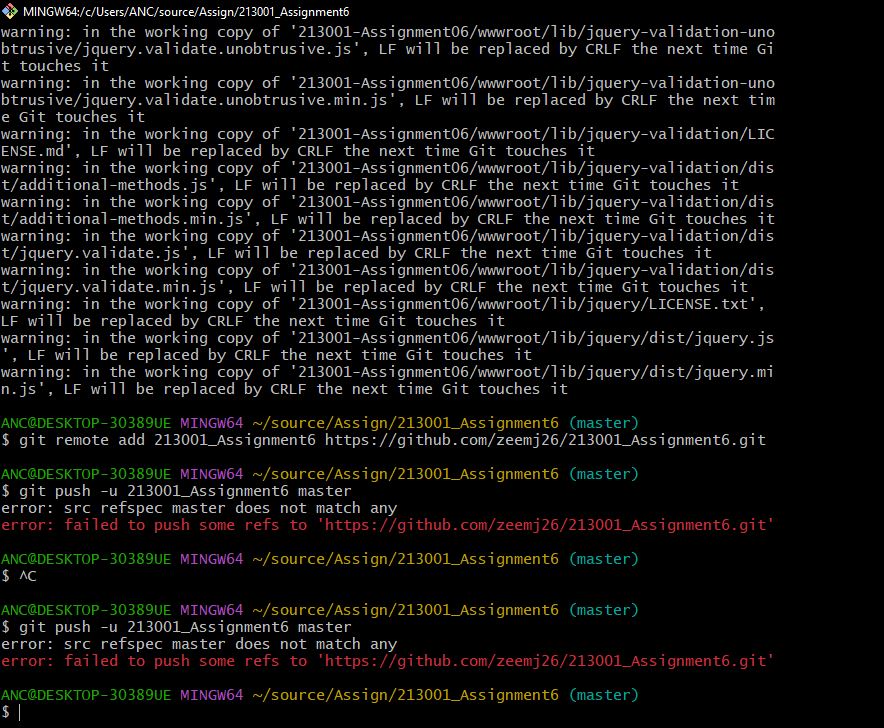 MINGW64:/c/Users/ANC/source/Assign/213001_Assignment6
warning: in the working copy of '213001-Assignment06/wwwroot/lib/jquery-validation-uno
btrusive/jquery.validate.unobtrusive.js', LF will be replaced by CRLF the next time Gi
t touches it
warning: in the working copy of '213001-Assignment06/wwwroot/lib/jquery-validation-uno
btrusive/jquery.validate.unobtrusive.min.js', LF will be replaced by CRLF the next tim
e Git touches it
warning: in the working copy of '213001-Assignment06/wwwroot/lib/jquery-validation/LIC
ENSE.md', LF will be replaced by CRLF the next time Git touches it
warning: in the working copy of '213001-Assignment06/wwwroot/lib/jquery-validation/dis
t/additional-methods.js', LF will be replaced by CRLF the next time Git touches it
warning: in the working copy of '213001-Assignment06/wwwroot/lib/jquery-validation/dis
t/additional-methods.min.js', LF will be replaced by CRLF the next time Git touches it
warning: in the working copy of '213001-Assignment06/wwwroot/lib/jquery-validation/dis
t/jquery.validate.js', LF will be replaced by CRLF the next time Git touches it
warning: in the working copy of '213001-Assignment06/wwwroot/lib/jquery-validation/dis
t/jquery.validate.min.js', LF will be replaced by CRLF the next time Git touches it
warning: in the working copy of '213001-Assignment06/wwwroot/lib/jquery/LICENSE.txt',
LF will be replaced by CRLF the next time Git touches it
warning: in the working copy of '213001-Assignment06/wwwroot/lib/jquery/dist/jquery.js
', LF will be replaced by CRLF the next time Git touches it
warning: in the working copy of '213001-Assignment06/wwwroot/lib/jquery/dist/jquery.mi
n.js', LF will be replaced by CRLF the next time Git touches it
ANC@DESKTOP-30389UE MINGW64 ~/source/Assign/213001_Assignment6 (master)
$ git remote add 213001_Assignment6 https://github.com/zeemj26/213001_Assignment6.git
ANC@DESKTOP-30389UE MINGW64 ~/source/Assign/213001_Assignment6 (master)
$ git push -u 213001_Assignment6 master
error: src refspec master does not match any
error: failed to push some refs to 'https://github.com/zeemj26/213001_Assignment6.git'
ANC@DESKTOP-30389UE MINGW64 ~/source/Assign/213001_Assignment6 (master)
$ ^C
ANC@DESKTOP-30389UE MINGW64 ~/source/Assign/213001_Assignment6 (master)
$ git push -u 213001_Assignment6 master
error: src refspec master does not match any
error: failed to push some refs to 'https://github.com/zeemj26/213001_Assignment6.git'
ANC@DESKTOP-30389UE MINGW64 ~/source/Assign/213001_Assignment6 (master)
$